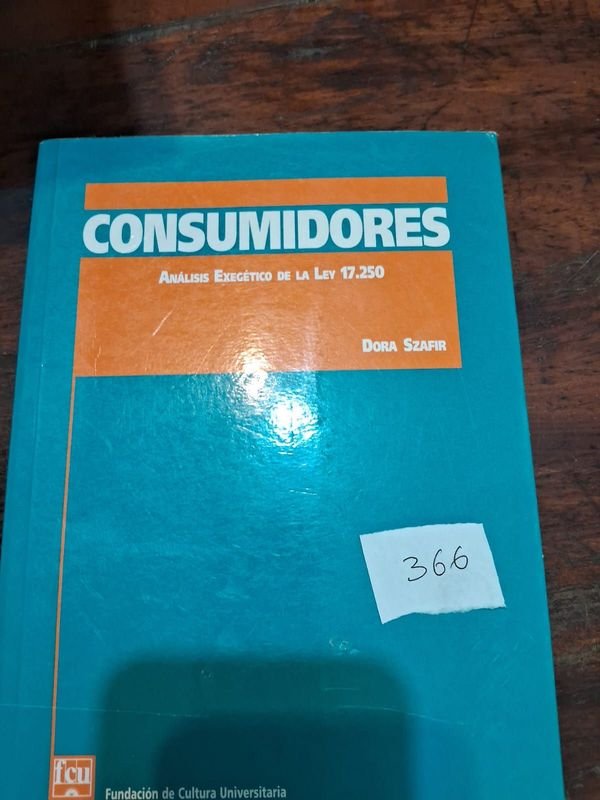 CONSUMIDORES
ANÁLISIS EXEGÉTICO DE LA LEY 17.250
DORA SZAFIR
366
fcu
Fundación de Cultura Universitaria